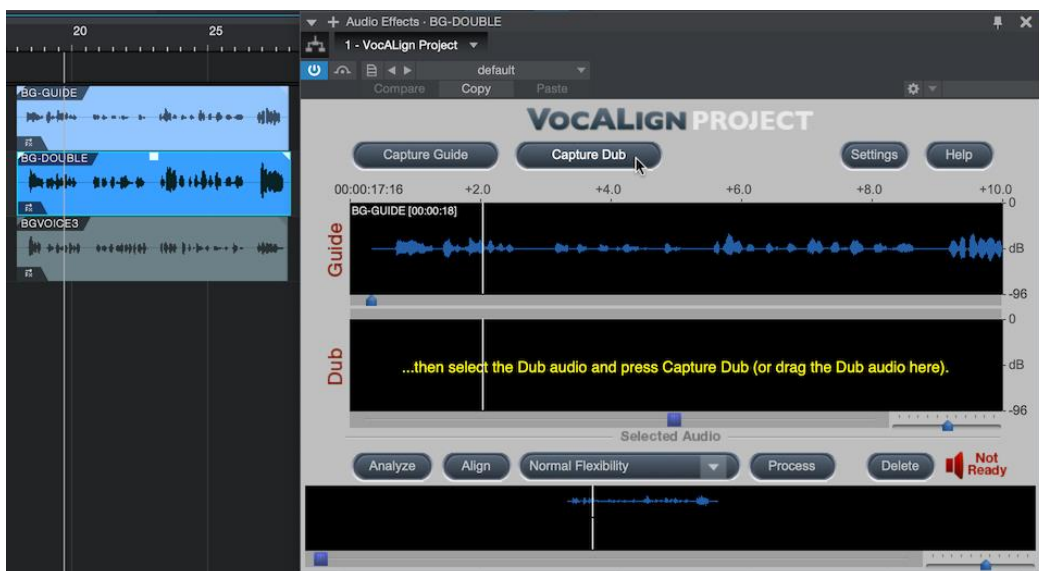 20 25
BG-GUIDE
BG-DOUBLE
BGVOICE3
Audio Effects - BG-DOUBLE
1 - VocALign Project
default
Compare Copy Paste
VOCALIGN PROJECT
Capture Guide Capture Dub Settings Help
00:00:17:16 +2.0 +4.0 +6.0 +8.0 +10.0
BG-GUIDE [00:00:18]
Guide
0
dB
-96
Dub
...then select the Dub audio and press Capture Dub (or drag the Dub audio here).
0
dB
-96
Selected Audio
Analyze Align Normal Flexibility Process Delete Not Ready